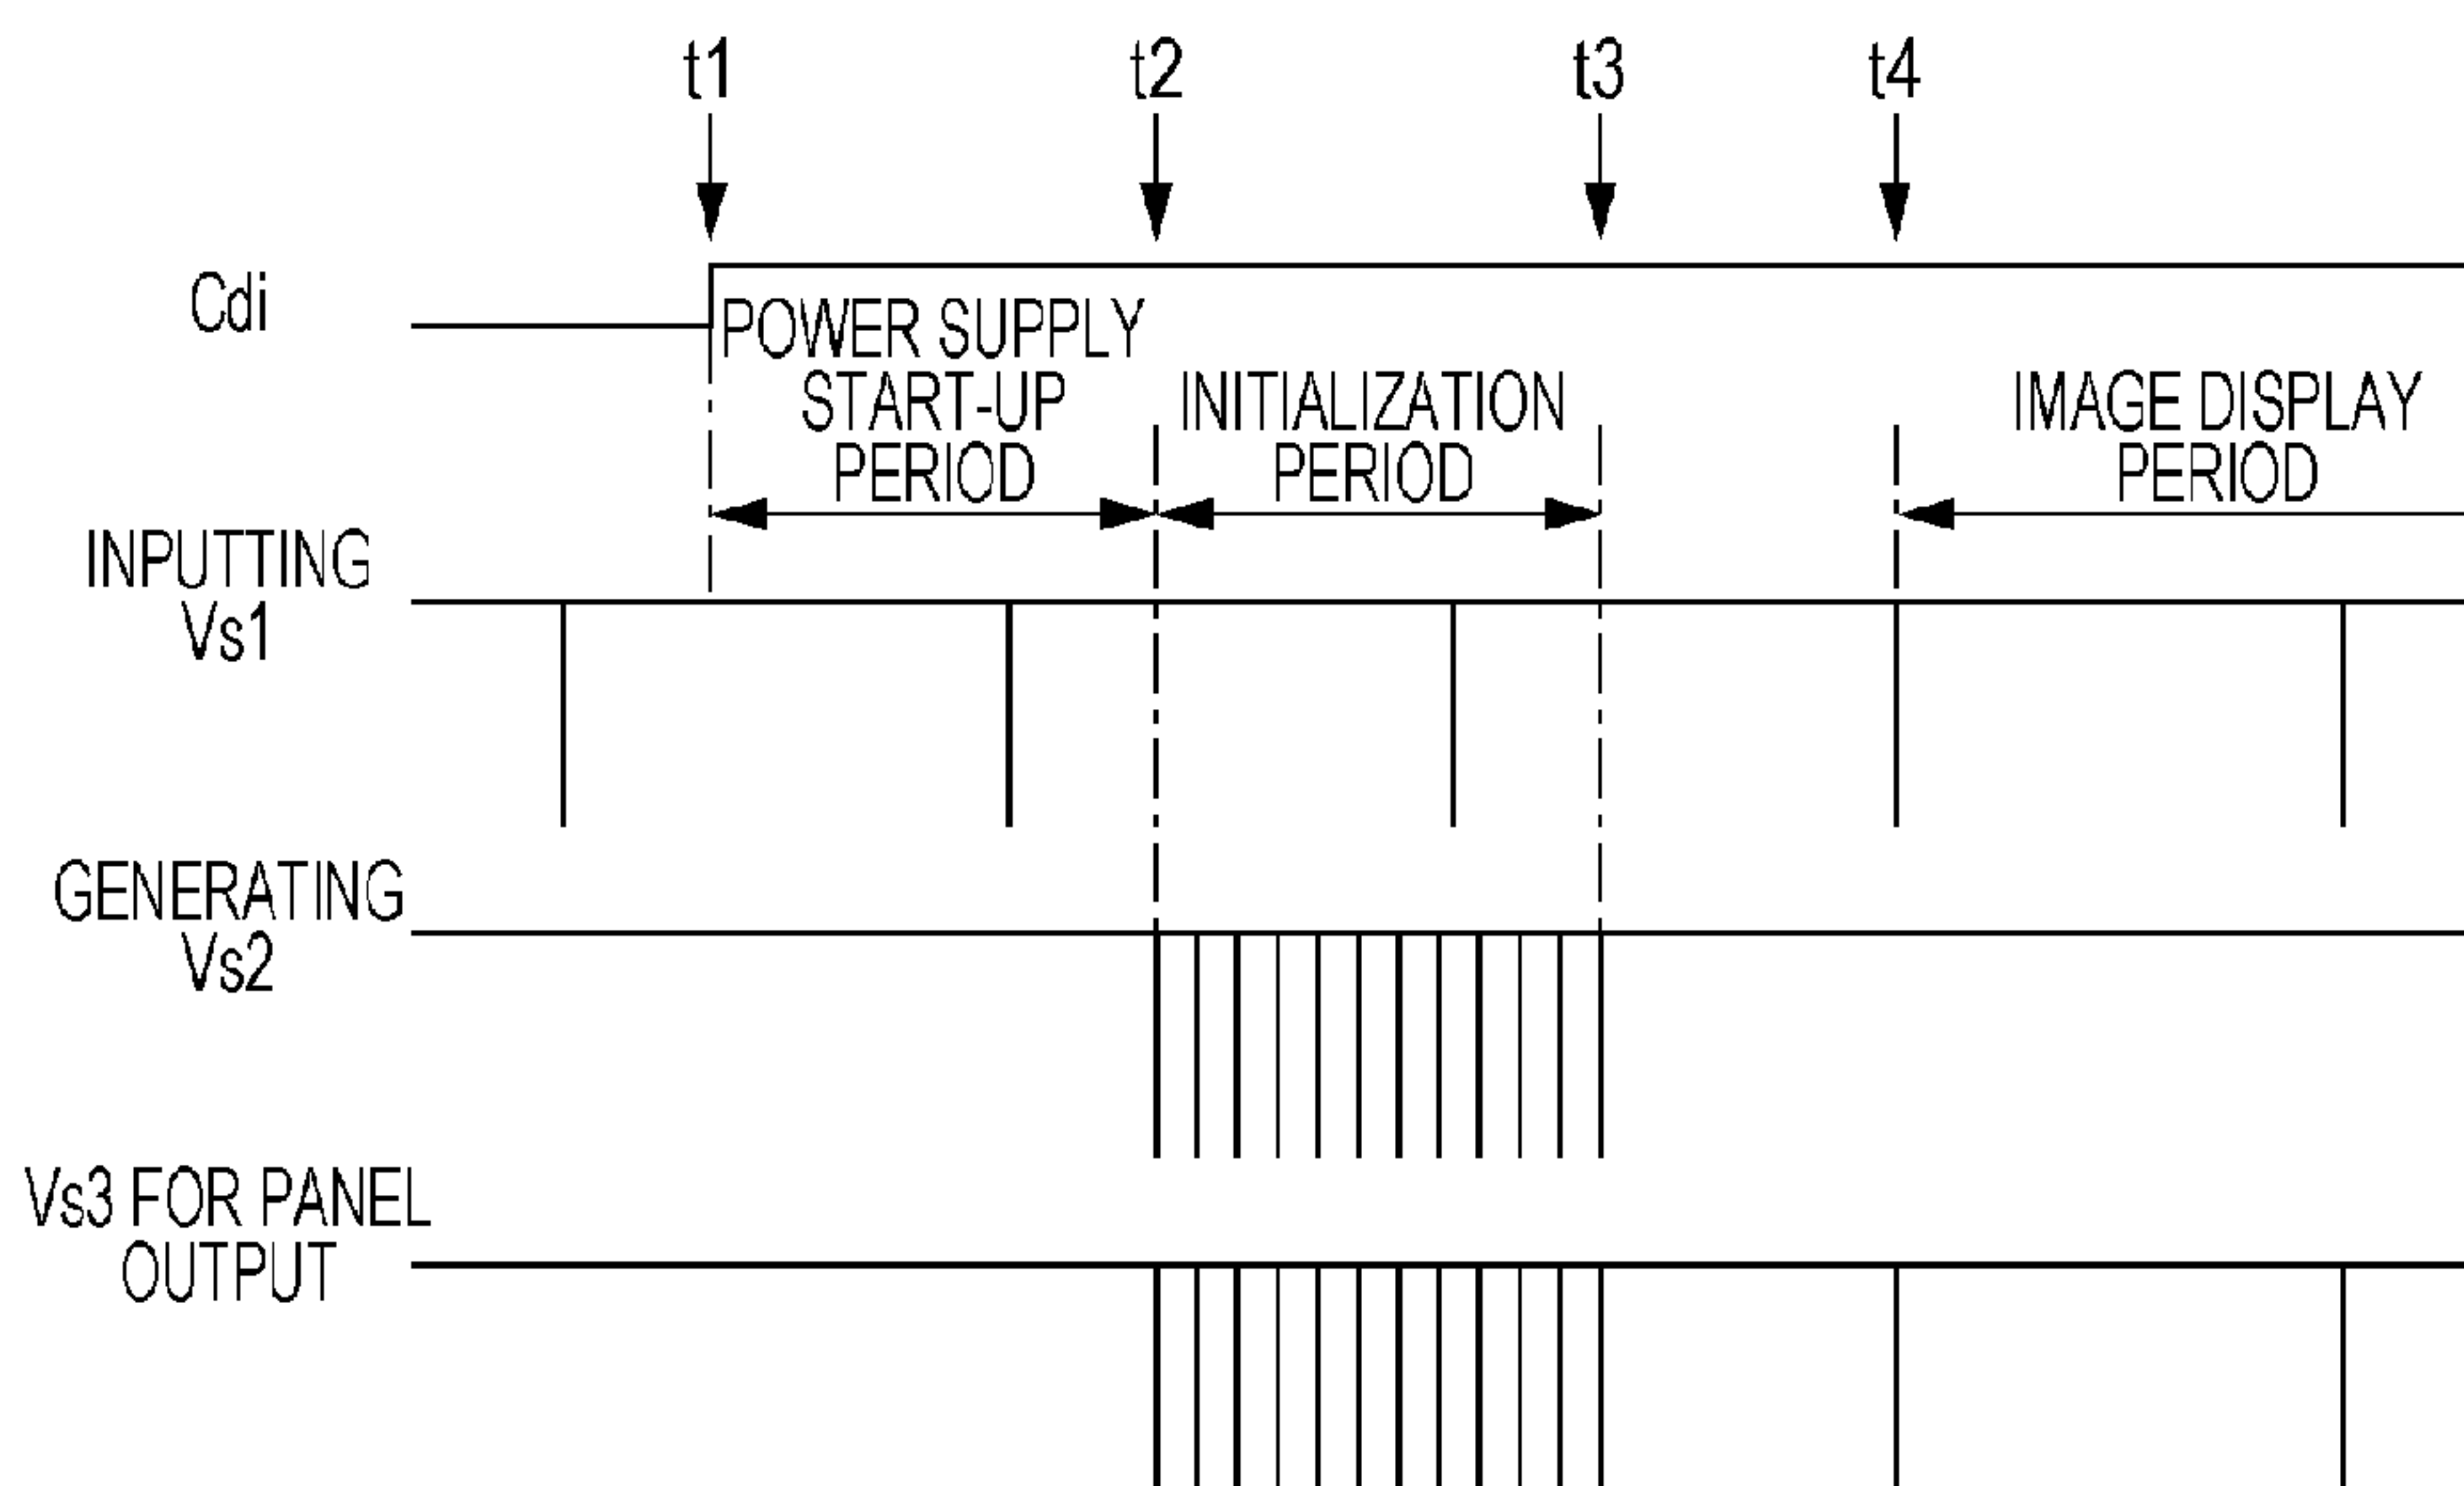 t1 t2 t3 t4
Cdi
POWER SUPPLY
START-UP
PERIOD
INITIALIZATION
PERIOD
IMAGE DISPLAY
PERIOD
INPUTTING
Vs1
GENERATING
Vs2
Vs3 FOR PANEL
OUTPUT